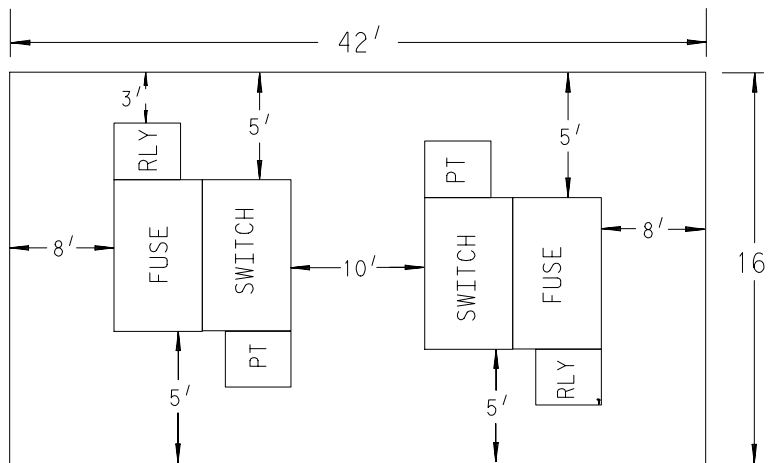 42'
3'
5'
5'
RLY
PT
8'
FUSE
SWITCH
10'
SWITCH
FUSE
8'
16
PT
RLY
5'
5'